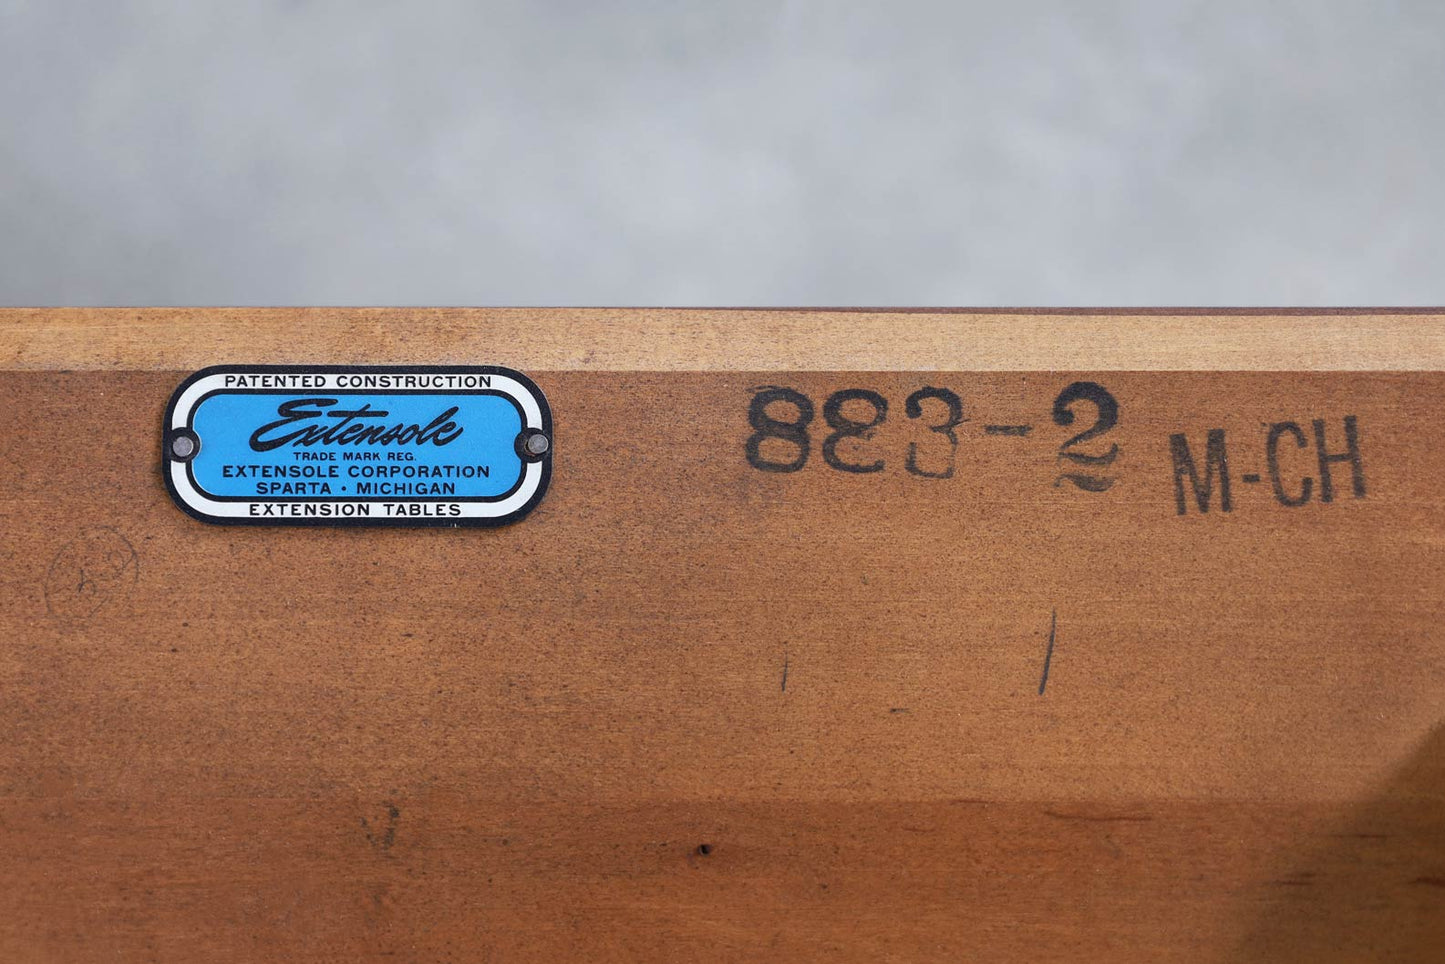 PATENTED CONSTRUCTION
Extensole
TRADE MARK REG.
EXTENSOLE CORPORATION
SPARTA · MICHIGAN
EXTENSION TABLES
883-2 M-CH